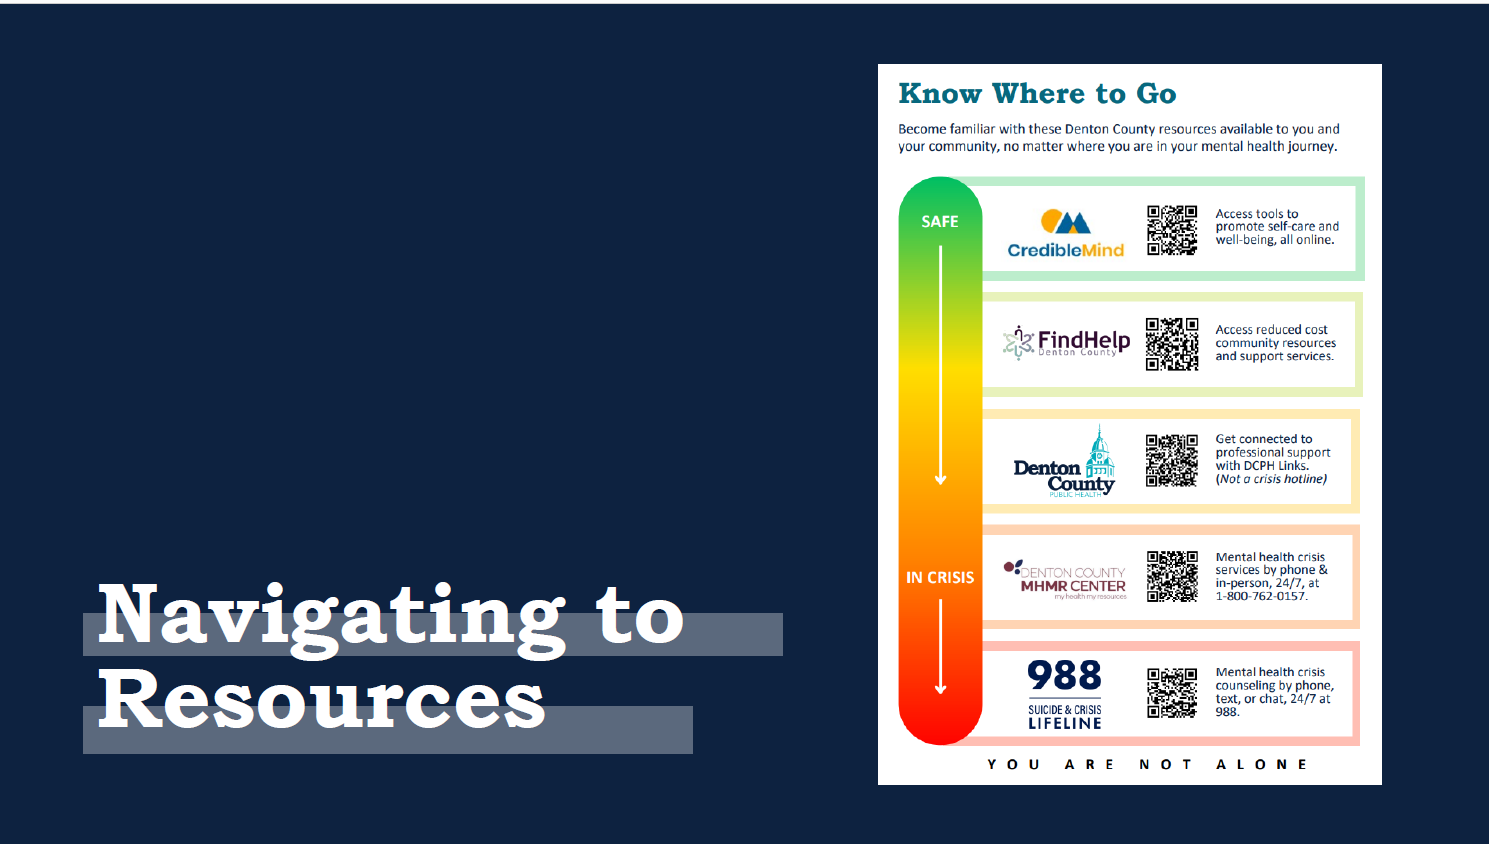 Navigating to
Resources
Know Where to Go
Become familiar with these Denton County resources available to you and
your community, no matter where you are in your mental health journey.
SAFE
CredibleMind
Access tools to
promote self-care and
well-being, all online.
FindHelp
Denton County
Access reduced cost
community resources
and support services.
Denton
County
PUBLIC HEALTH
Get connected to
professional support
with DCPH Links.
(Not a crisis hotline)
IN CRISIS
DENTON COUNTY
MHMR CENTER
my health my resources
Mental health crisis
services by phone &
in-person, 24/7, at
1-800-762-0157.
988
SUICIDE & CRISIS
LIFELINE
Mental health crisis
counseling by phone,
text, or chat, 24/7 at
988.
YOU ARE NOT ALONE